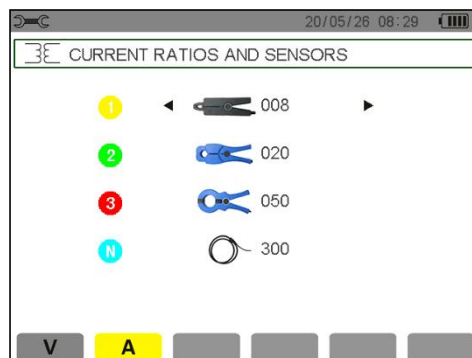 20/05/26 08:29
CURRENT RATIOS AND SENSORS
1 008
2 020
3 050
N 300
V A